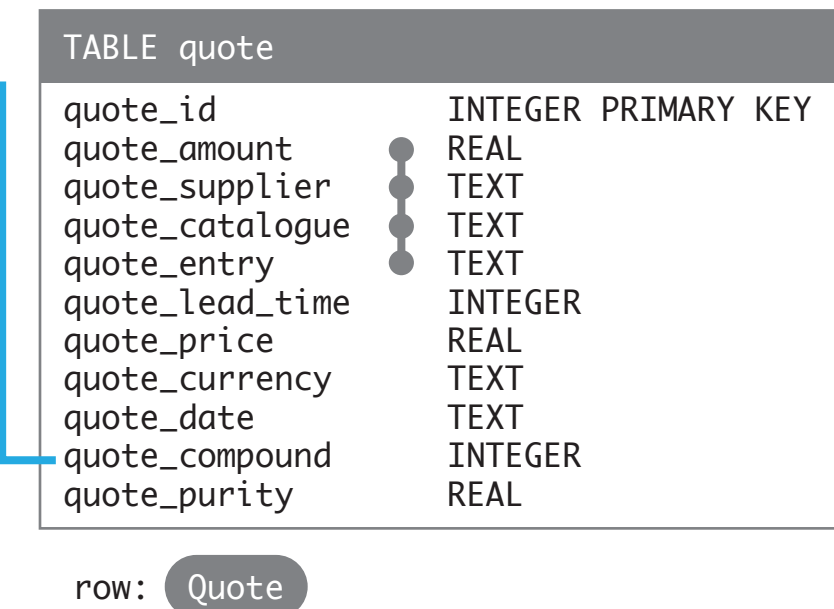 TABLE quote
quote_id INTEGER PRIMARY KEY
quote_amount REAL
quote_supplier TEXT
quote_catalogue TEXT
quote_entry TEXT
quote_lead_time INTEGER
quote_price REAL
quote_currency TEXT
quote_date TEXT
quote_compound INTEGER
quote_purity REAL
row: Quote